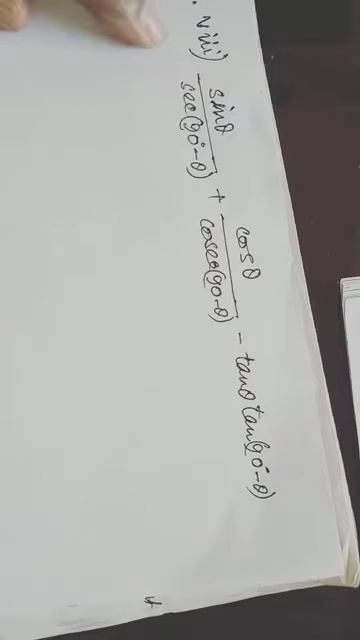 viii) sinθ/sec(90°-θ) + cosθ/cosec(90-θ) - tanθ tan(90°-θ)